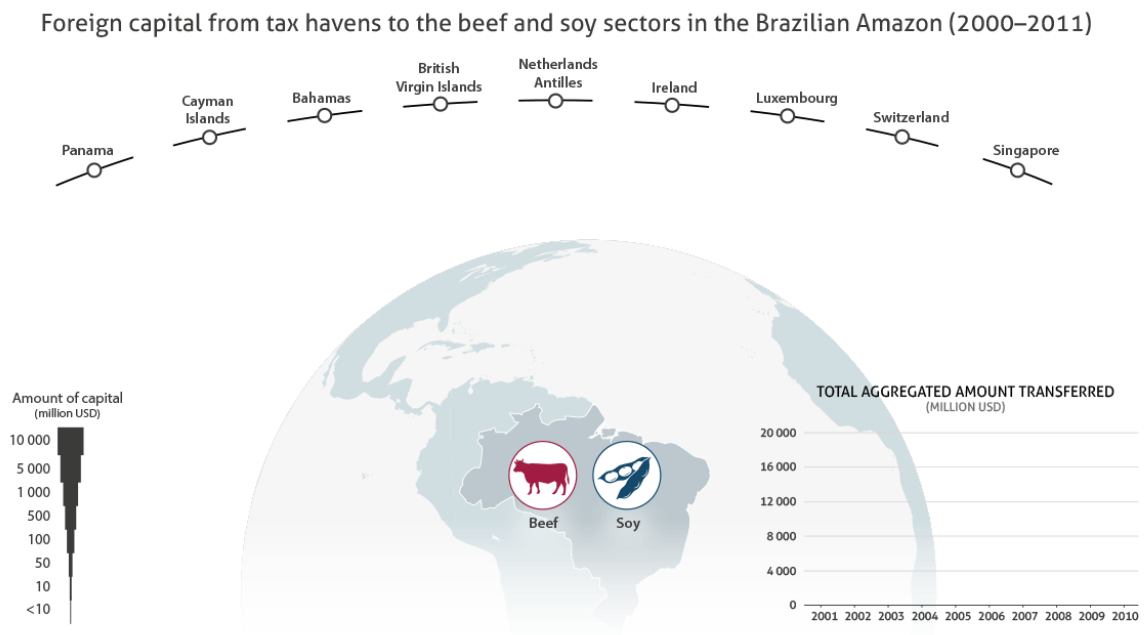 Foreign capital from tax havens to the beef and soy sectors in the Brazilian Amazon (2000–2011)
Panama
Cayman
Islands
Bahamas
British
Virgin Islands
Netherlands
Antilles
Ireland
Luxembourg
Switzerland
Singapore
Amount of capital
(million USD)
10 000
5 000
1 000
500
100
50
10
<10
Beef
Soy
TOTAL AGGREGATED AMOUNT TRANSFERRED
(MILLION USD)
20 000
16 000
12 000
8 000
4 000
0
2001 2002 2003 2004 2005 2006 2007 2008 2009 2010